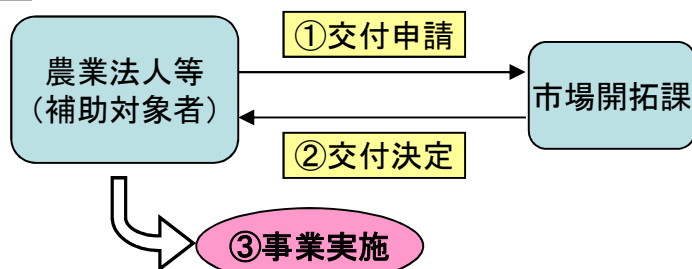 ①交付申請
農業法人等
（補助対象者）
市場開拓課
②交付決定
③事業実施